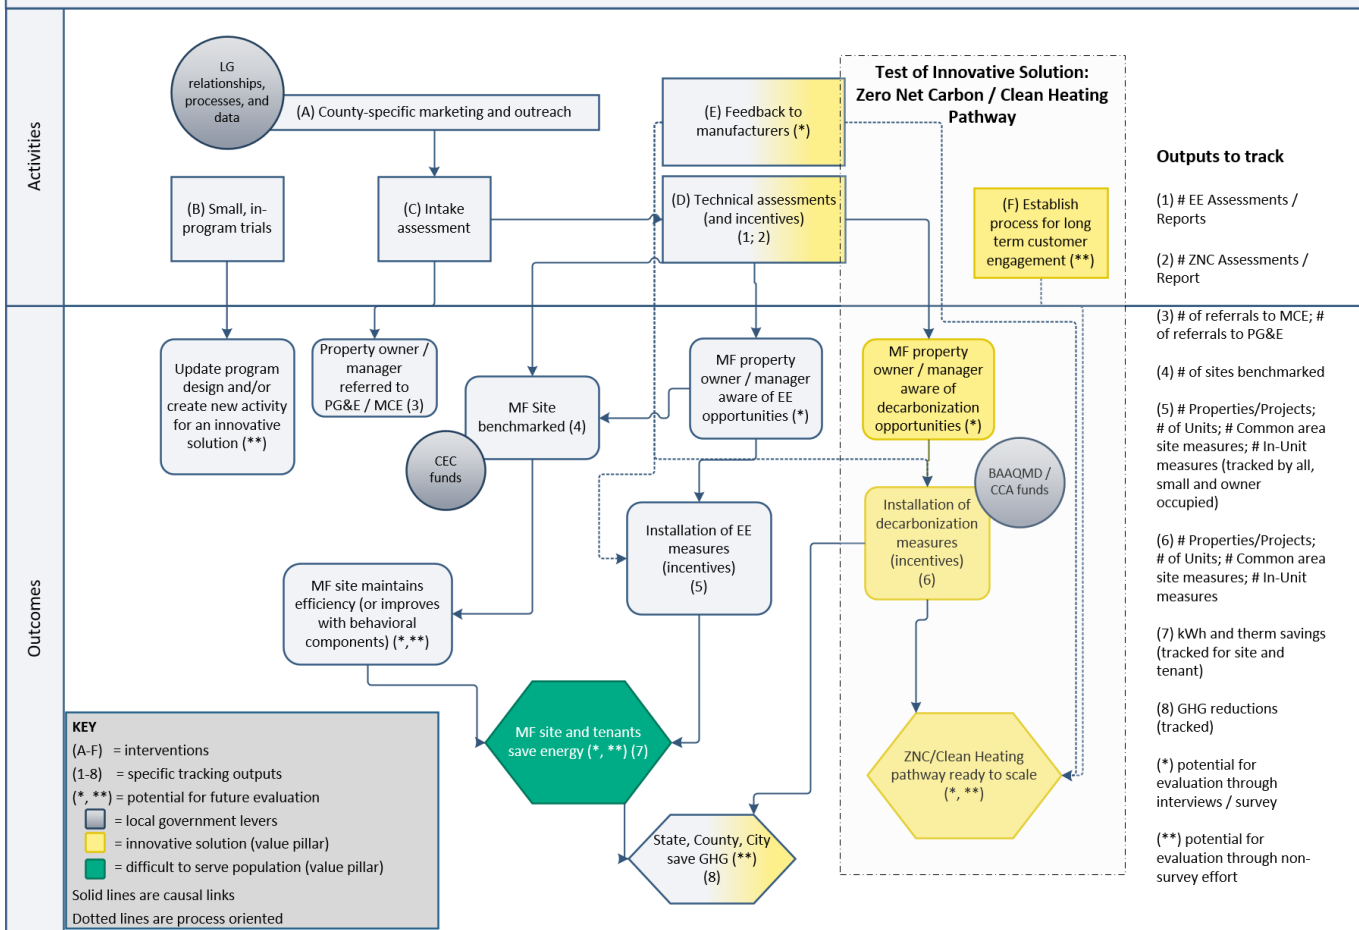 Activities
LG
relationships,
processes, and
data
(A) County-specific marketing and outreach
(B) Small, in-
program trials
(C) Intake
assessment
(E) Feedback to
manufacturers (*)
(D) Technical assessments
(and incentives)
(1; 2)
Test of Innovative Solution:
Zero Net Carbon / Clean Heating
Pathway
(F) Establish
process for long
term customer
engagement (**)
Outcomes
Update program
design and/or
create new activity
for an innovative
solution (**)
Property owner /
manager
referred to
PG&E / MCE (3)
MF Site
benchmarked (4)
CEC
funds
MF property
owner / manager
aware of EE
opportunities (*)
MF property
owner / manager
aware of
decarbonization
opportunities (*)
BAAQMD /
CCA funds
Installation of EE
measures
(incentives)
(5)
Installation of
decarbonization
measures
(incentives)
(6)
MF site maintains
efficiency (or improves
with behavioral
components) (*,**)
MF site and tenants
save energy (*, **) (7)
State, County, City
save GHG (**)
(8)
ZNC/Clean Heating
pathway ready to scale
(*, **)
KEY
(A-F) = interventions
(1-8) = specific tracking outputs
(*, **) = potential for future evaluation
= local government levers
= innovative solution (value pillar)
= difficult to serve population (value pillar)
Solid lines are causal links
Dotted lines are process oriented
Outputs to track
(1) # EE Assessments /
Reports
(2) # ZNC Assessments /
Report
(3) # of referrals to MCE; #
of referrals to PG&E
(4) # of sites benchmarked
(5) # Properties/Projects;
# of Units; # Common area
site measures; # In-Unit
measures (tracked by all,
small and owner
occupied)
(6) # Properties/Projects;
# of Units; # Common area
site measures; # In-Unit
measures
(7) kWh and therm savings
(tracked for site and
tenant)
(8) GHG reductions
(tracked)
(*) potential for
evaluation through
interviews / survey
(**) potential for
evaluation through non-
survey effort